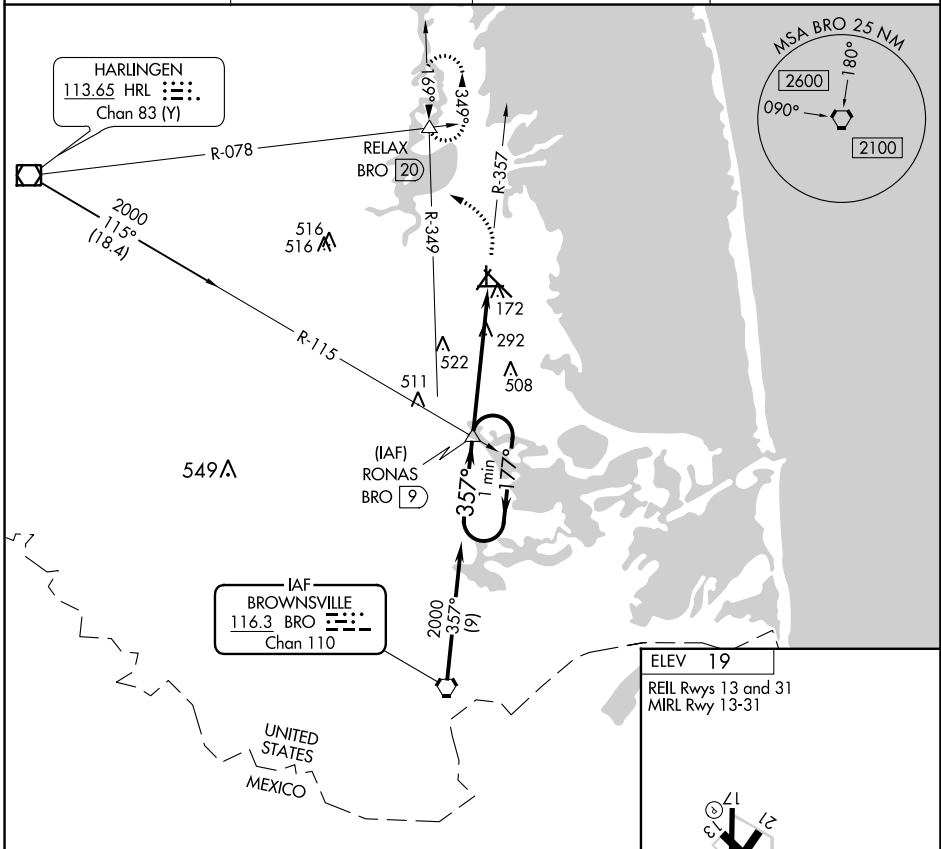 HARLINGEN
113.65 HRL
Chan 83 (Y)
MSA BRO 25 NM
2600
180°
090°
2100
169°
349°
RELAX
BRO 20
R-078
R-357
R-349
2000
115°
(18.4)
516
516
172
292
522
508
R-115
511
(IAF)
RONAS
BRO 9
549
357°
1 min
177°
IAF
BROWNSVILLE
116.3 BRO
Chan 110
2000
357°
(9)
UNITED
STATES
MEXICO
ELEV 19
REIL Rwys 13 and 31
MIRL Rwy 13-31
17
21
13